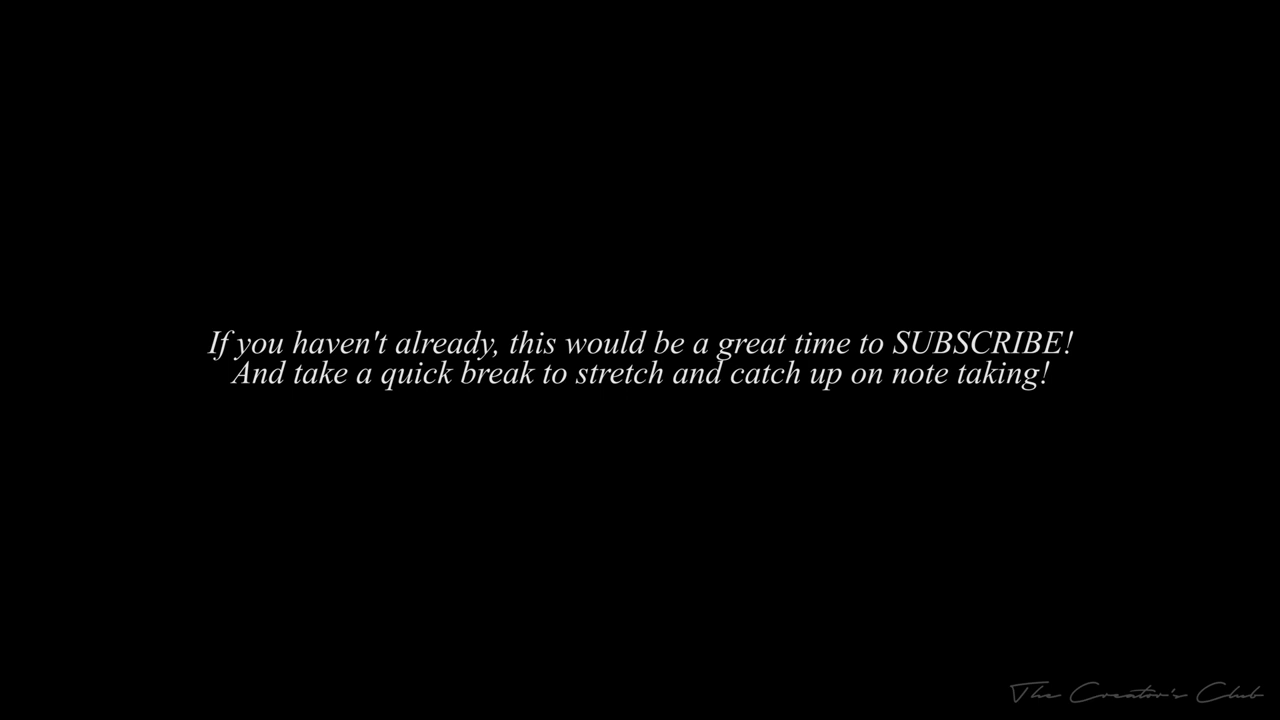 If you haven't already, this would be a great time to SUBSCRIBE!
And take a quick break to stretch and catch up on note taking!
The Creator's Club